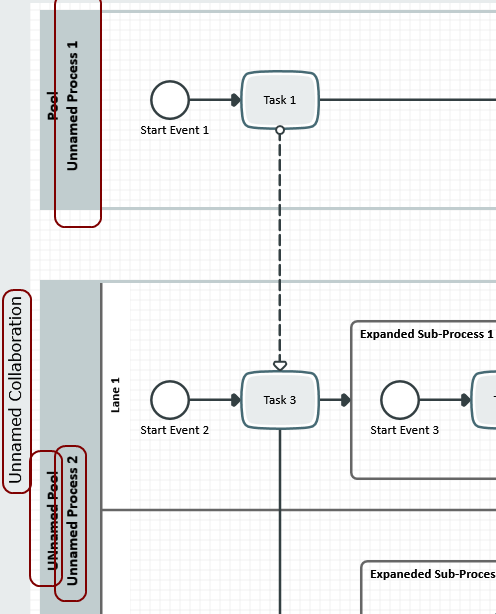 Pool
Unnamed Process 1
Task 1
Start Event 1
Unnamed Collaboration
Lane 1
Expanded Sub-Process 1
Task 3
Start Event 2
Start Event 3
T
UNnamed Pool
Unnamed Process 2
Expaneded Sub-Proces